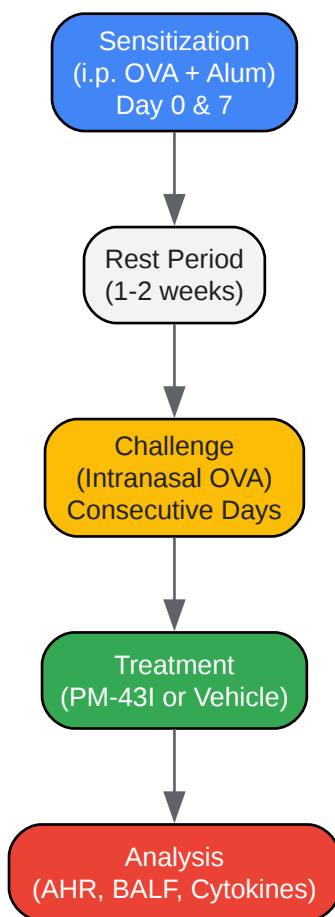 Sensitization
(i.p. OVA + Alum)
Day 0 & 7
Rest Period
(1-2 weeks)
Challenge
(Intranasal OVA)
Consecutive Days
Treatment
(PM-43I or Vehicle)
Analysis
(AHR, BALF, Cytokines)